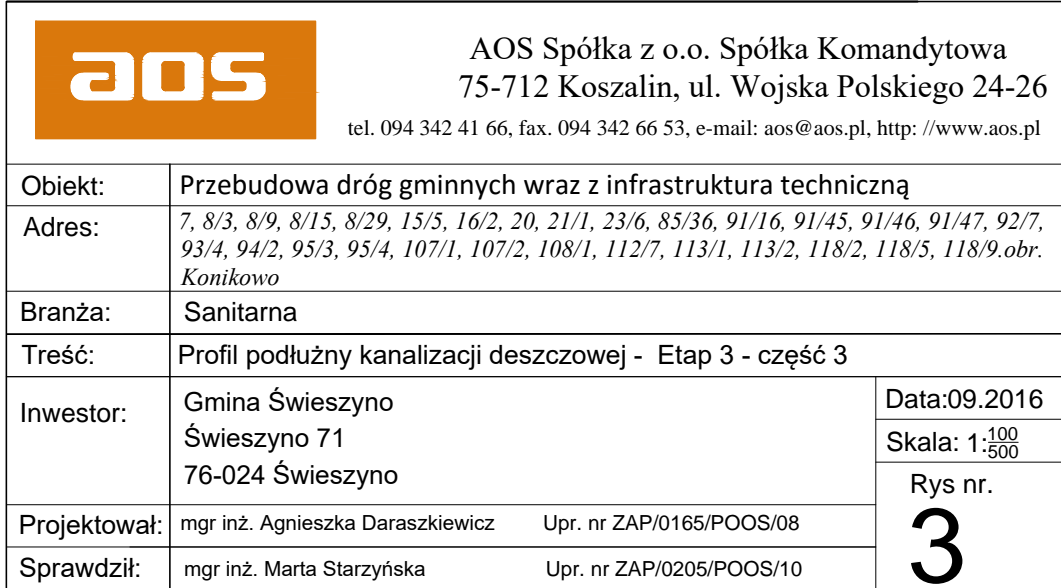 aos
AOS Spółka z o.o. Spółka Komandytowa
75-712 Koszalin, ul. Wojska Polskiego 24-26
tel. 094 342 41 66, fax. 094 342 66 53, e-mail: aos@aos.pl, http: //www.aos.pl
Obiekt: Przebudowa dróg gminnych wraz z infrastruktura techniczną
Adres: 7, 8/3, 8/9, 8/15, 8/29, 15/5, 16/2, 20, 21/1, 23/6, 85/36, 91/16, 91/45, 91/46, 91/47, 92/7,
93/4, 94/2, 95/3, 95/4, 107/1, 107/2, 108/1, 112/7, 113/1, 113/2, 118/2, 118/5, 118/9.obr.
Konikowo
Branża: Sanitarna
Treść: Profil podłużny kanalizacji deszczowej - Etap 3 - część 3
Inwestor: Gmina Świeszyno
Świeszyno 71
76-024 Świeszyno
Data:09.2016
Skala: 1:100/500
Rys nr.
3
Projektował: mgr inż. Agnieszka Daraszkiewicz Upr. nr ZAP/0165/POOS/08
Sprawdził: mgr inż. Marta Starzyńska Upr. nr ZAP/0205/POOS/10